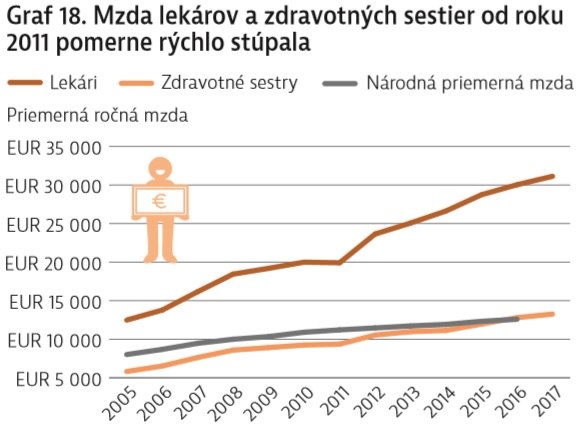 Graf 18. Mzda lekárov a zdravotných sestier od roku
2011 pomerne rýchlo stúpala
Lekári
Zdravotné sestry
Národná priemerná mzda
Priemerná ročná mzda
EUR 35 000
EUR 30 000
EUR 25 000
EUR 20 000
EUR 15 000
EUR 10 000
EUR 5 000
€
2005
2006
2007
2008
2009
2010
2011
2012
2013
2014
2015
2016
2017